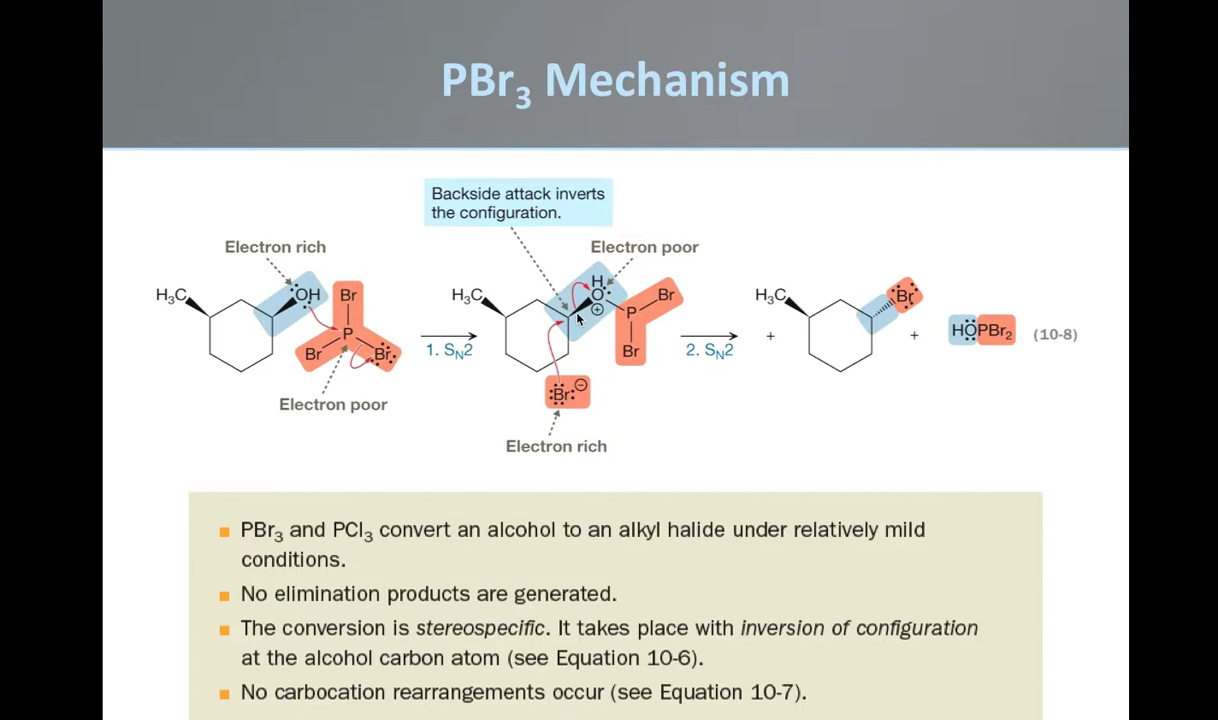 PBr₃ Mechanism
Backside attack inverts
the configuration.
Electron rich
Electron poor
H₃C
OH
Br
P
Br
Br
Electron poor
1. Sₙ2
H₃C
H
O
⊕
P
Br
Br
Br ⊖
Electron rich
2. Sₙ2
+
H₃C
Br
+
HOPBr₂
(10-8)
PBr₃ and PCl₃ convert an alcohol to an alkyl halide under relatively mild
conditions.
No elimination products are generated.
The conversion is stereospecific. It takes place with inversion of configuration
at the alcohol carbon atom (see Equation 10-6).
No carbocation rearrangements occur (see Equation 10-7).